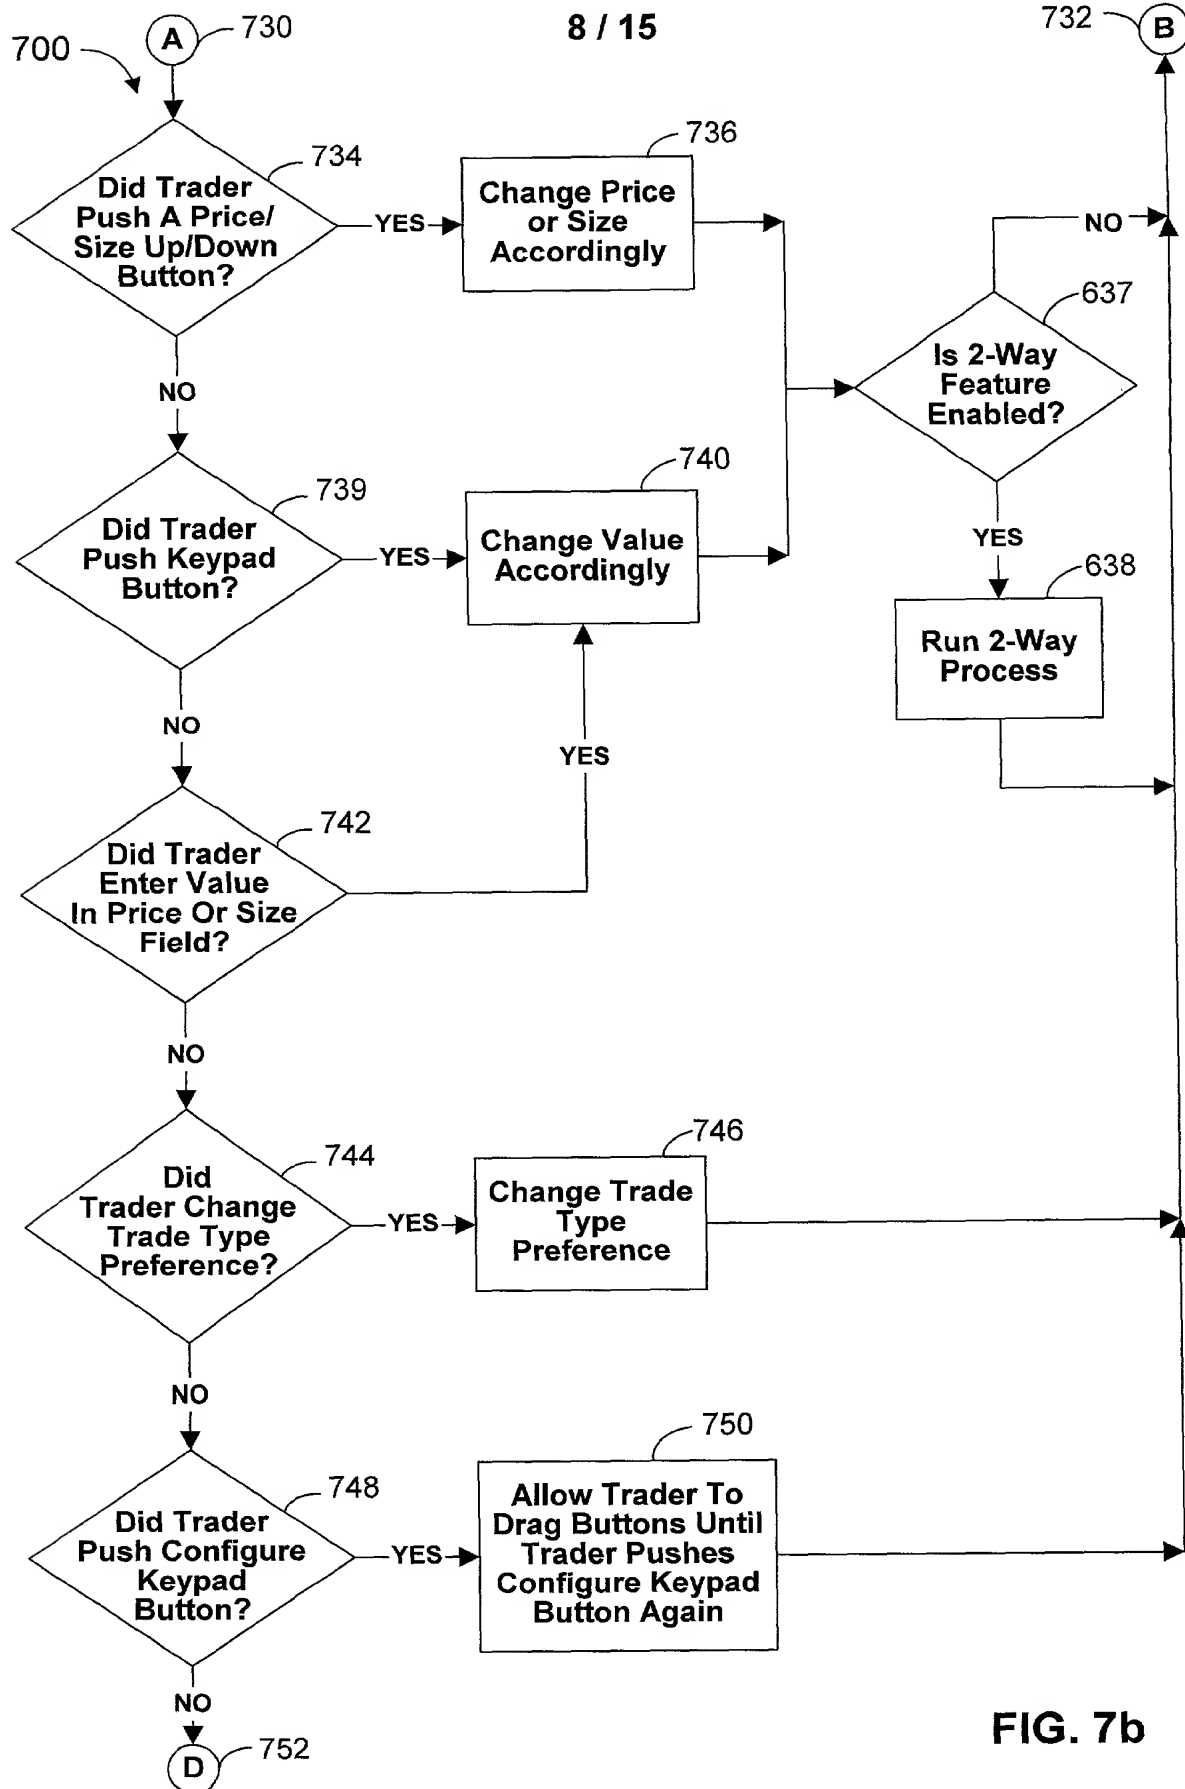 A
730
8 / 15
732
B
700
734
Did Trader
Push A Price/
Size Up/Down
Button?
YES
736
Change Price
or Size
Accordingly
NO
637
Is 2-Way
Feature
Enabled?
NO
739
Did Trader
Push Keypad
Button?
YES
740
Change Value
Accordingly
YES
638
Run 2-Way
Process
NO
YES
742
Did Trader
Enter Value
In Price Or Size
Field?
NO
744
Did
Trader Change
Trade Type
Preference?
YES
746
Change Trade
Type
Preference
NO
748
Did Trader
Push Configure
Keypad
Button?
YES
750
Allow Trader To
Drag Buttons Until
Trader Pushes
Configure Keypad
Button Again
NO
D
752
FIG. 7b